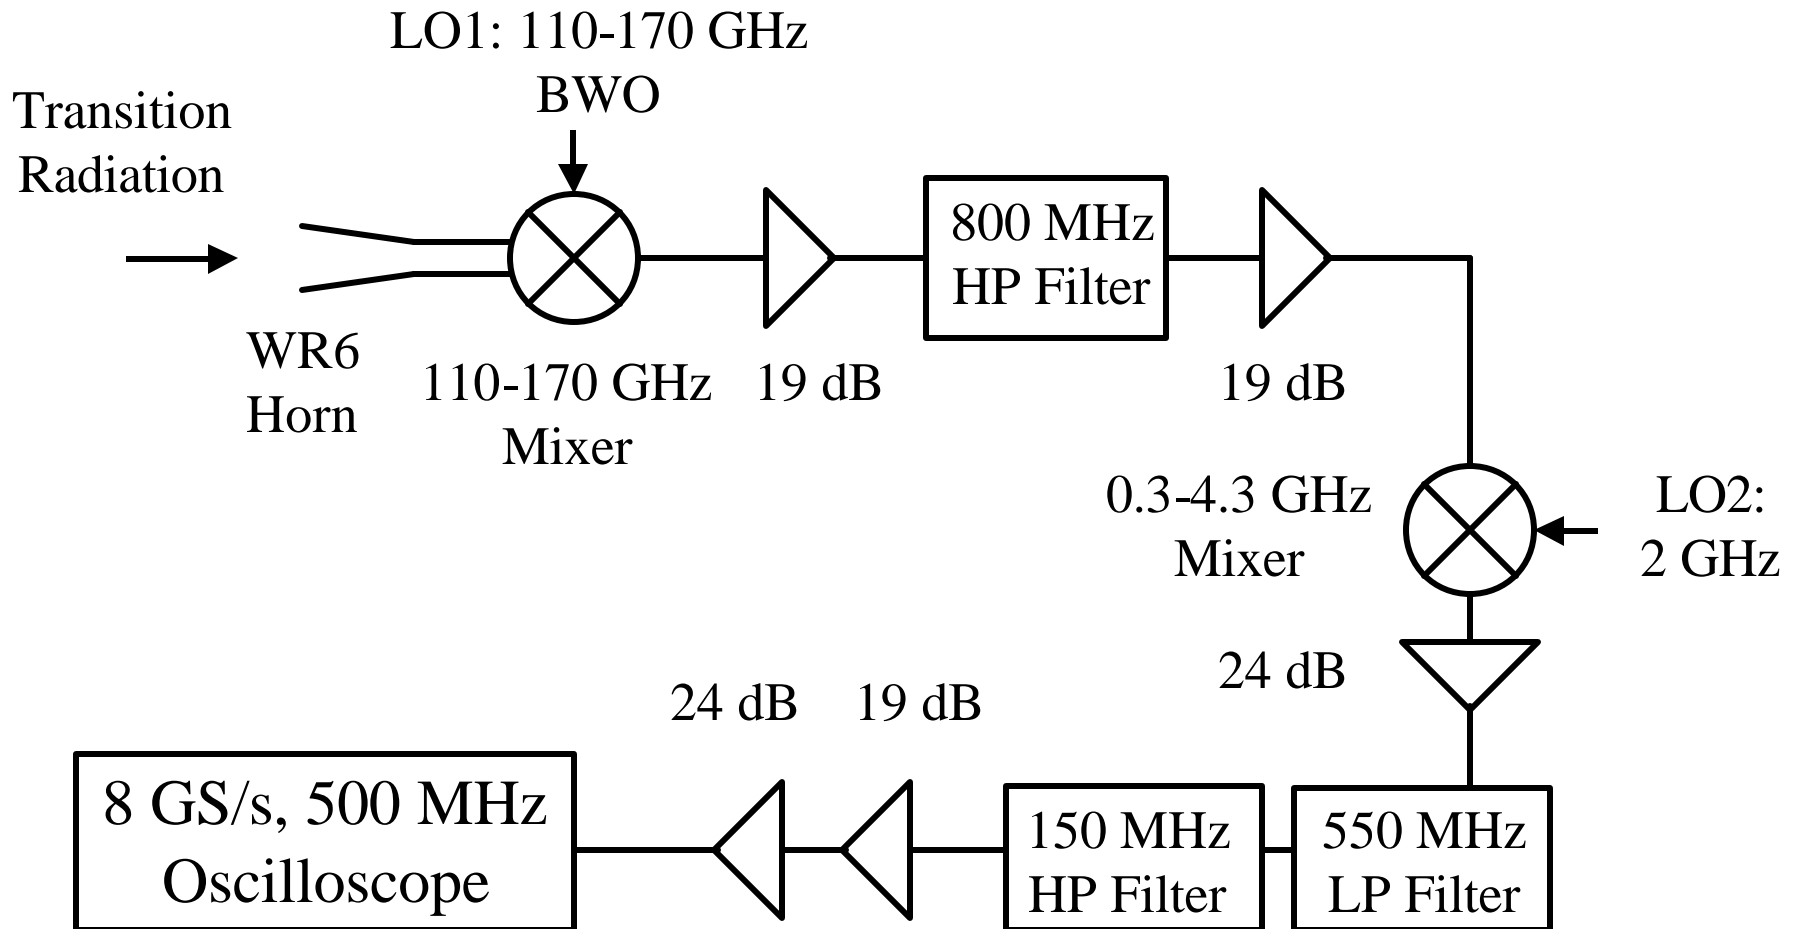 LO1: 110-170 GHz
BWO
Transition
Radiation
WR6
Horn
110-170 GHz
Mixer
19 dB
800 MHz
HP Filter
19 dB
0.3-4.3 GHz
Mixer
LO2:
2 GHz
24 dB
550 MHz
LP Filter
150 MHz
HP Filter
19 dB
24 dB
8 GS/s, 500 MHz
Oscilloscope